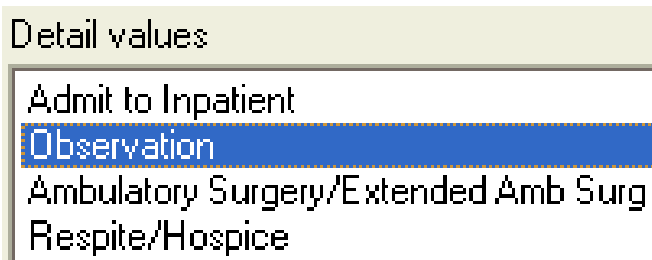 Detail values
Admit to Inpatient
Observation
Ambulatory Surgery/Extended Amb Surg
Respite/Hospice